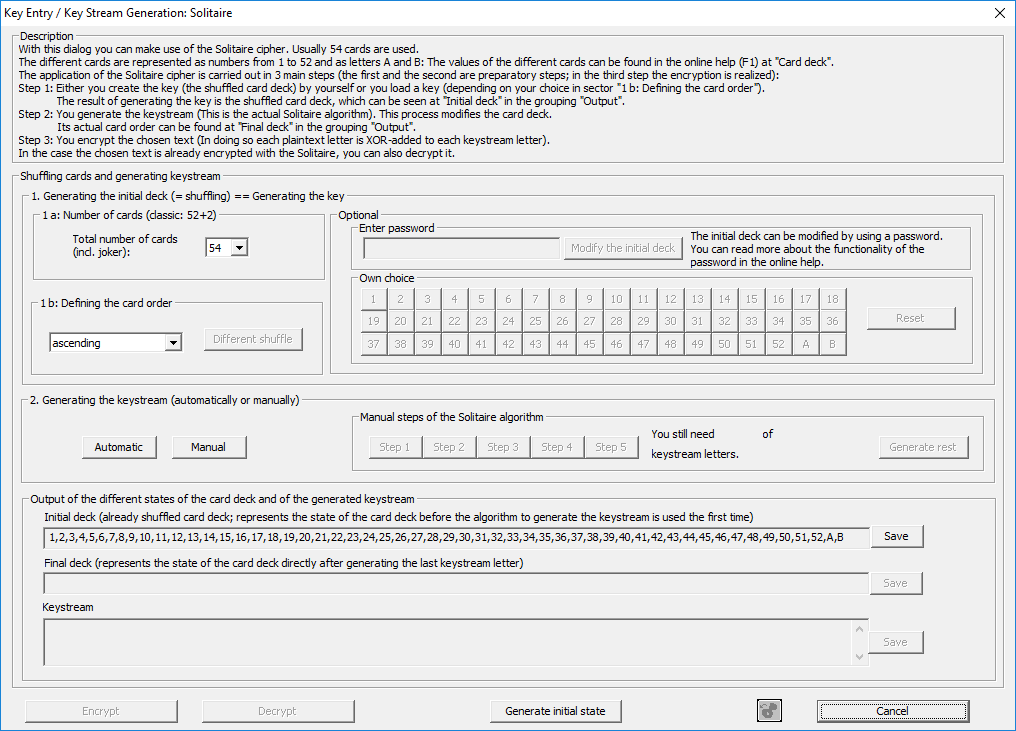 Key Entry / Key Stream Generation: Solitaire
Description
With this dialog you can make use of the Solitaire cipher. Usually 54 cards are used.
The different cards are represented as numbers from 1 to 52 and as letters A and B: The values of the different cards can be found in the online help (F1) at "Card deck".
The application of the Solitaire cipher is carried out in 3 main steps (the first and the second are preparatory steps; in the third step the encryption is realized):
Step 1: Either you create the key (the shuffled card deck) by yourself or you load a key (depending on your choice in sector "1b: Defining the card order").
The result of generating the key is the shuffled card deck, which can be seen at "Initial deck" in the grouping "Output".
Step 2: You generate the keystream (This is the actual Solitaire algorithm). This process modifies the card deck.
Its actual card order can be found at "Final deck" in the grouping "Output".
Step 3: You encrypt the chosen text (In doing so each plaintext letter is XOR-added to each keystream letter).
In the case the chosen text is already encrypted with the Solitaire, you can also decrypt it.
Shuffling cards and generating keystream
1. Generating the initial deck (= shuffling) == Generating the key
1a: Number of cards (classic: 52+2)
Total number of cards
(incl. joker):
54
1b: Defining the card order
ascending
Different shuffle
Optional
Enter password
Modify the initial deck
The initial deck can be modified by using a password.
You can read more about the functionality of the
password in the online help.
Own choice
1 2 3 4 5 6 7 8 9 10 11 12 13 14 15 16 17 18
19 20 21 22 23 24 25 26 27 28 29 30 31 32 33 34 35 36
37 38 39 40 41 42 43 44 45 46 47 48 49 50 51 52 A B
Reset
2. Generating the keystream (automatically or manually)
Automatic
Manual
Manual steps of the Solitaire algorithm
Step 1
Step 2
Step 3
Step 4
Step 5
You still need of
keystream letters.
Generate rest
Output of the different states of the card deck and of the generated keystream
Initial deck (already shuffled card deck; represents the state of the card deck before the algorithm to generate the keystream is used the first time)
1,2,3,4,5,6,7,8,9,10,11,12,13,14,15,16,17,18,19,20,21,22,23,24,25,26,27,28,29,30,31,32,33,34,35,36,37,38,39,40,41,42,43,44,45,46,47,48,49,50,51,52,A,B
Save
Final deck (represents the state of the card deck directly after generating the last keystream letter)
Save
Keystream
Save
Encrypt
Decrypt
Generate initial state
Cancel